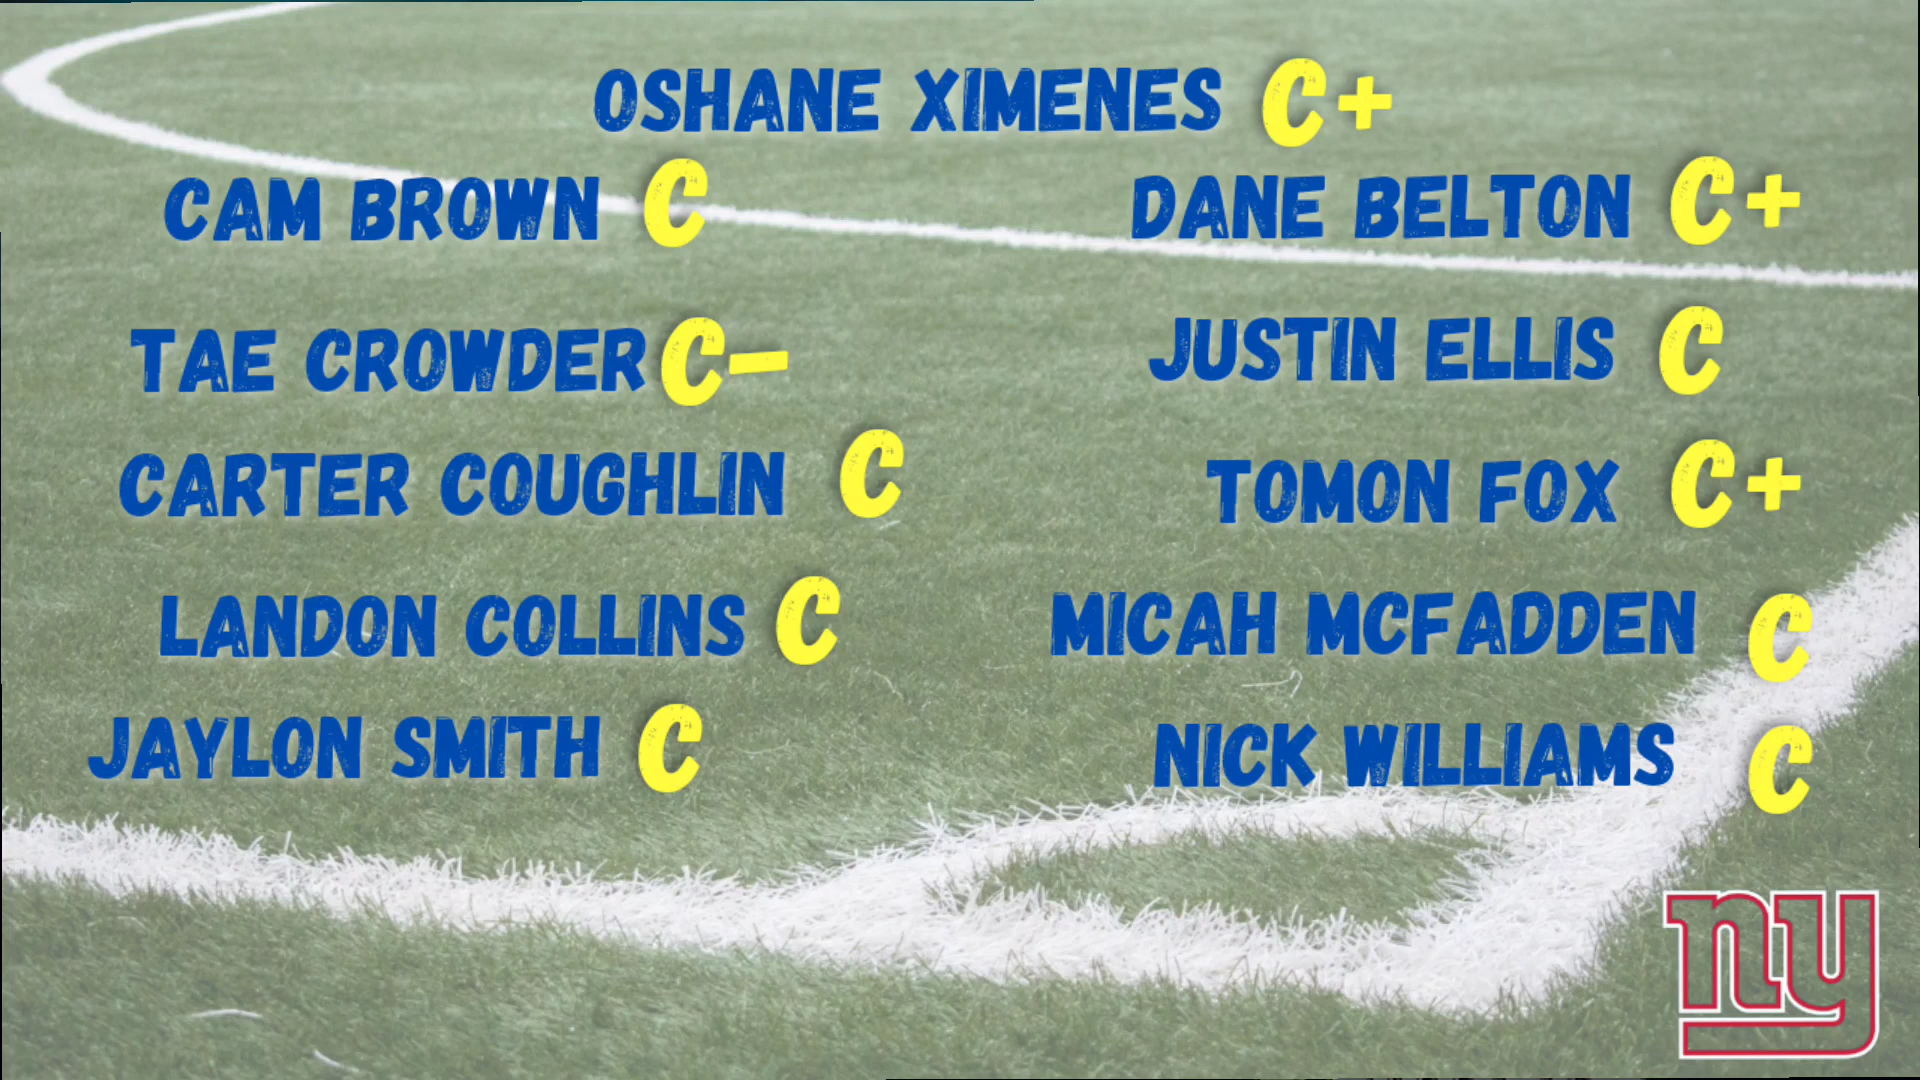 OSHANE XIMENES C+
CAM BROWN C
DANE BELTON C+
TAE CROWDER C-
JUSTIN ELLIS C
CARTER COUGHLIN C
TOMON FOX C+
LANDON COLLINS C
MICAH MCFADDEN C
JAYLON SMITH C
NICK WILLIAMS C
ny